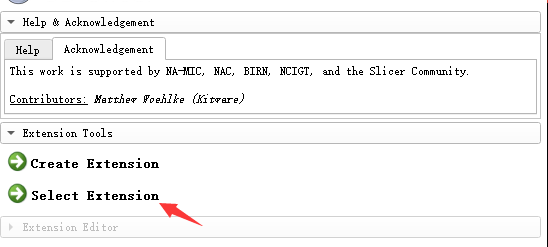 Help & Acknowledgement
Help
Acknowledgement
This work is supported by NA-MIC, NAC, BIRN, NCIGT, and the Slicer Community.
Contributors: Matthew Woehlke (Kitware)
Extension Tools
Create Extension
Select Extension
Extension Editor